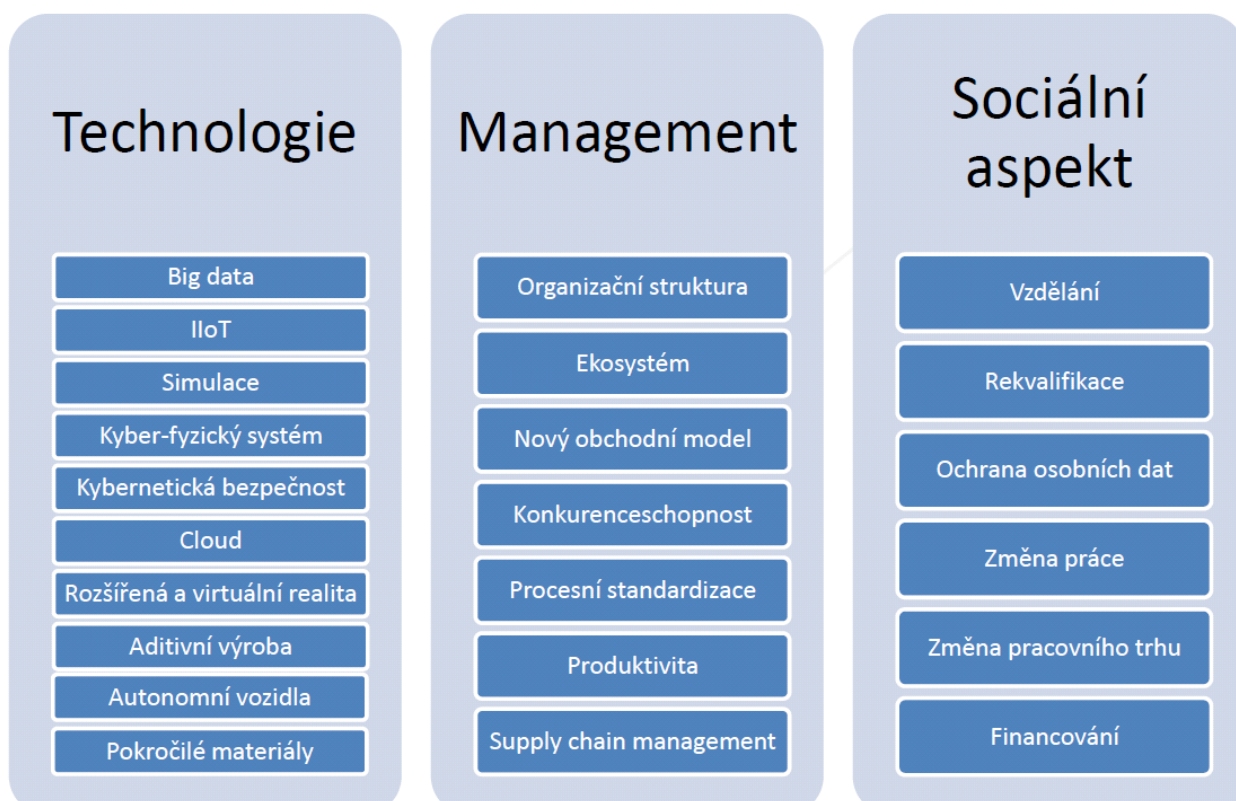 Technologie
Big data
IIoT
Simulace
Kyber-fyzický systém
Kybernetická bezpečnost
Cloud
Rozšířená a virtuální realita
Aditivní výroba
Autonomní vozidla
Pokročilé materiály
Management
Organizační struktura
Ekosystém
Nový obchodní model
Konkurenceschopnost
Procesní standardizace
Produktivita
Supply chain management
Sociální
aspekt
Vzdělání
Rekvalifikace
Ochrana osobních dat
Změna práce
Změna pracovního trhu
Financování